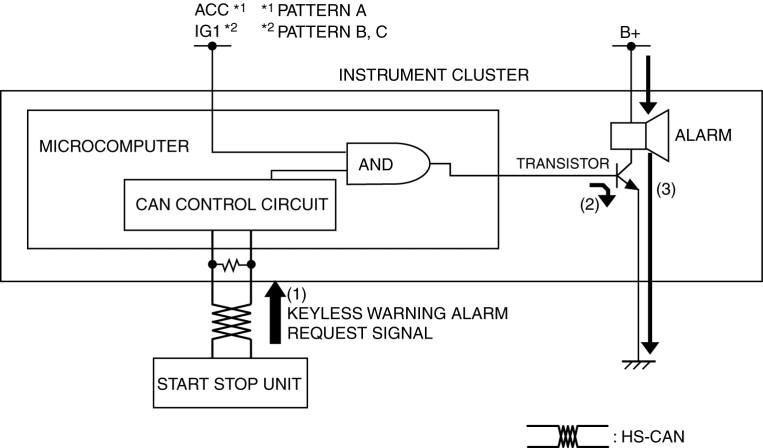 ACC *1 *1 PATTERN A
IG1 *2 *2 PATTERN B, C
B+
INSTRUMENT CLUSTER
MICROCOMPUTER
ALARM
AND
TRANSISTOR
CAN CONTROL CIRCUIT
(2)
(3)
(1)
KEYLESS WARNING ALARM
REQUEST SIGNAL
START STOP UNIT
: HS-CAN